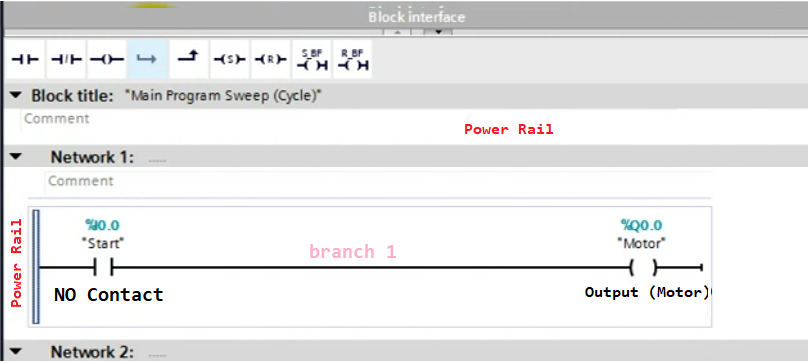 Block interface
S_BF R_BF
(S) (R)
Block title: "Main Program Sweep (Cycle)"
Comment
Power Rail
Network 1: ......
Comment
Power Rail
%I0.0 %Q0.0
"Start" "Motor"
branch 1
NO Contact Output (Motor)
Network 2: ......